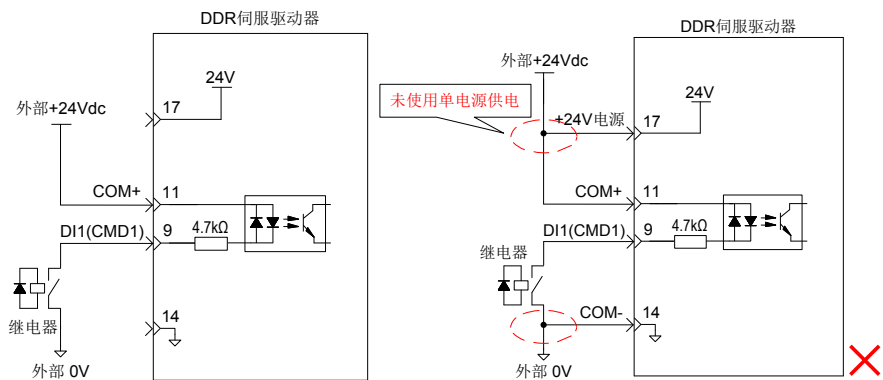 DDR伺服驱动器
24V
17
外部+24Vdc
COM+
11
DI1(CMD1)
9
4.7kΩ
14
继电器
外部 0V
DDR伺服驱动器
外部+24Vdc
未使用单电源供电
24V
+24V电源
17
COM+
11
DI1(CMD1)
9
4.7kΩ
继电器
COM-
14
外部 0V